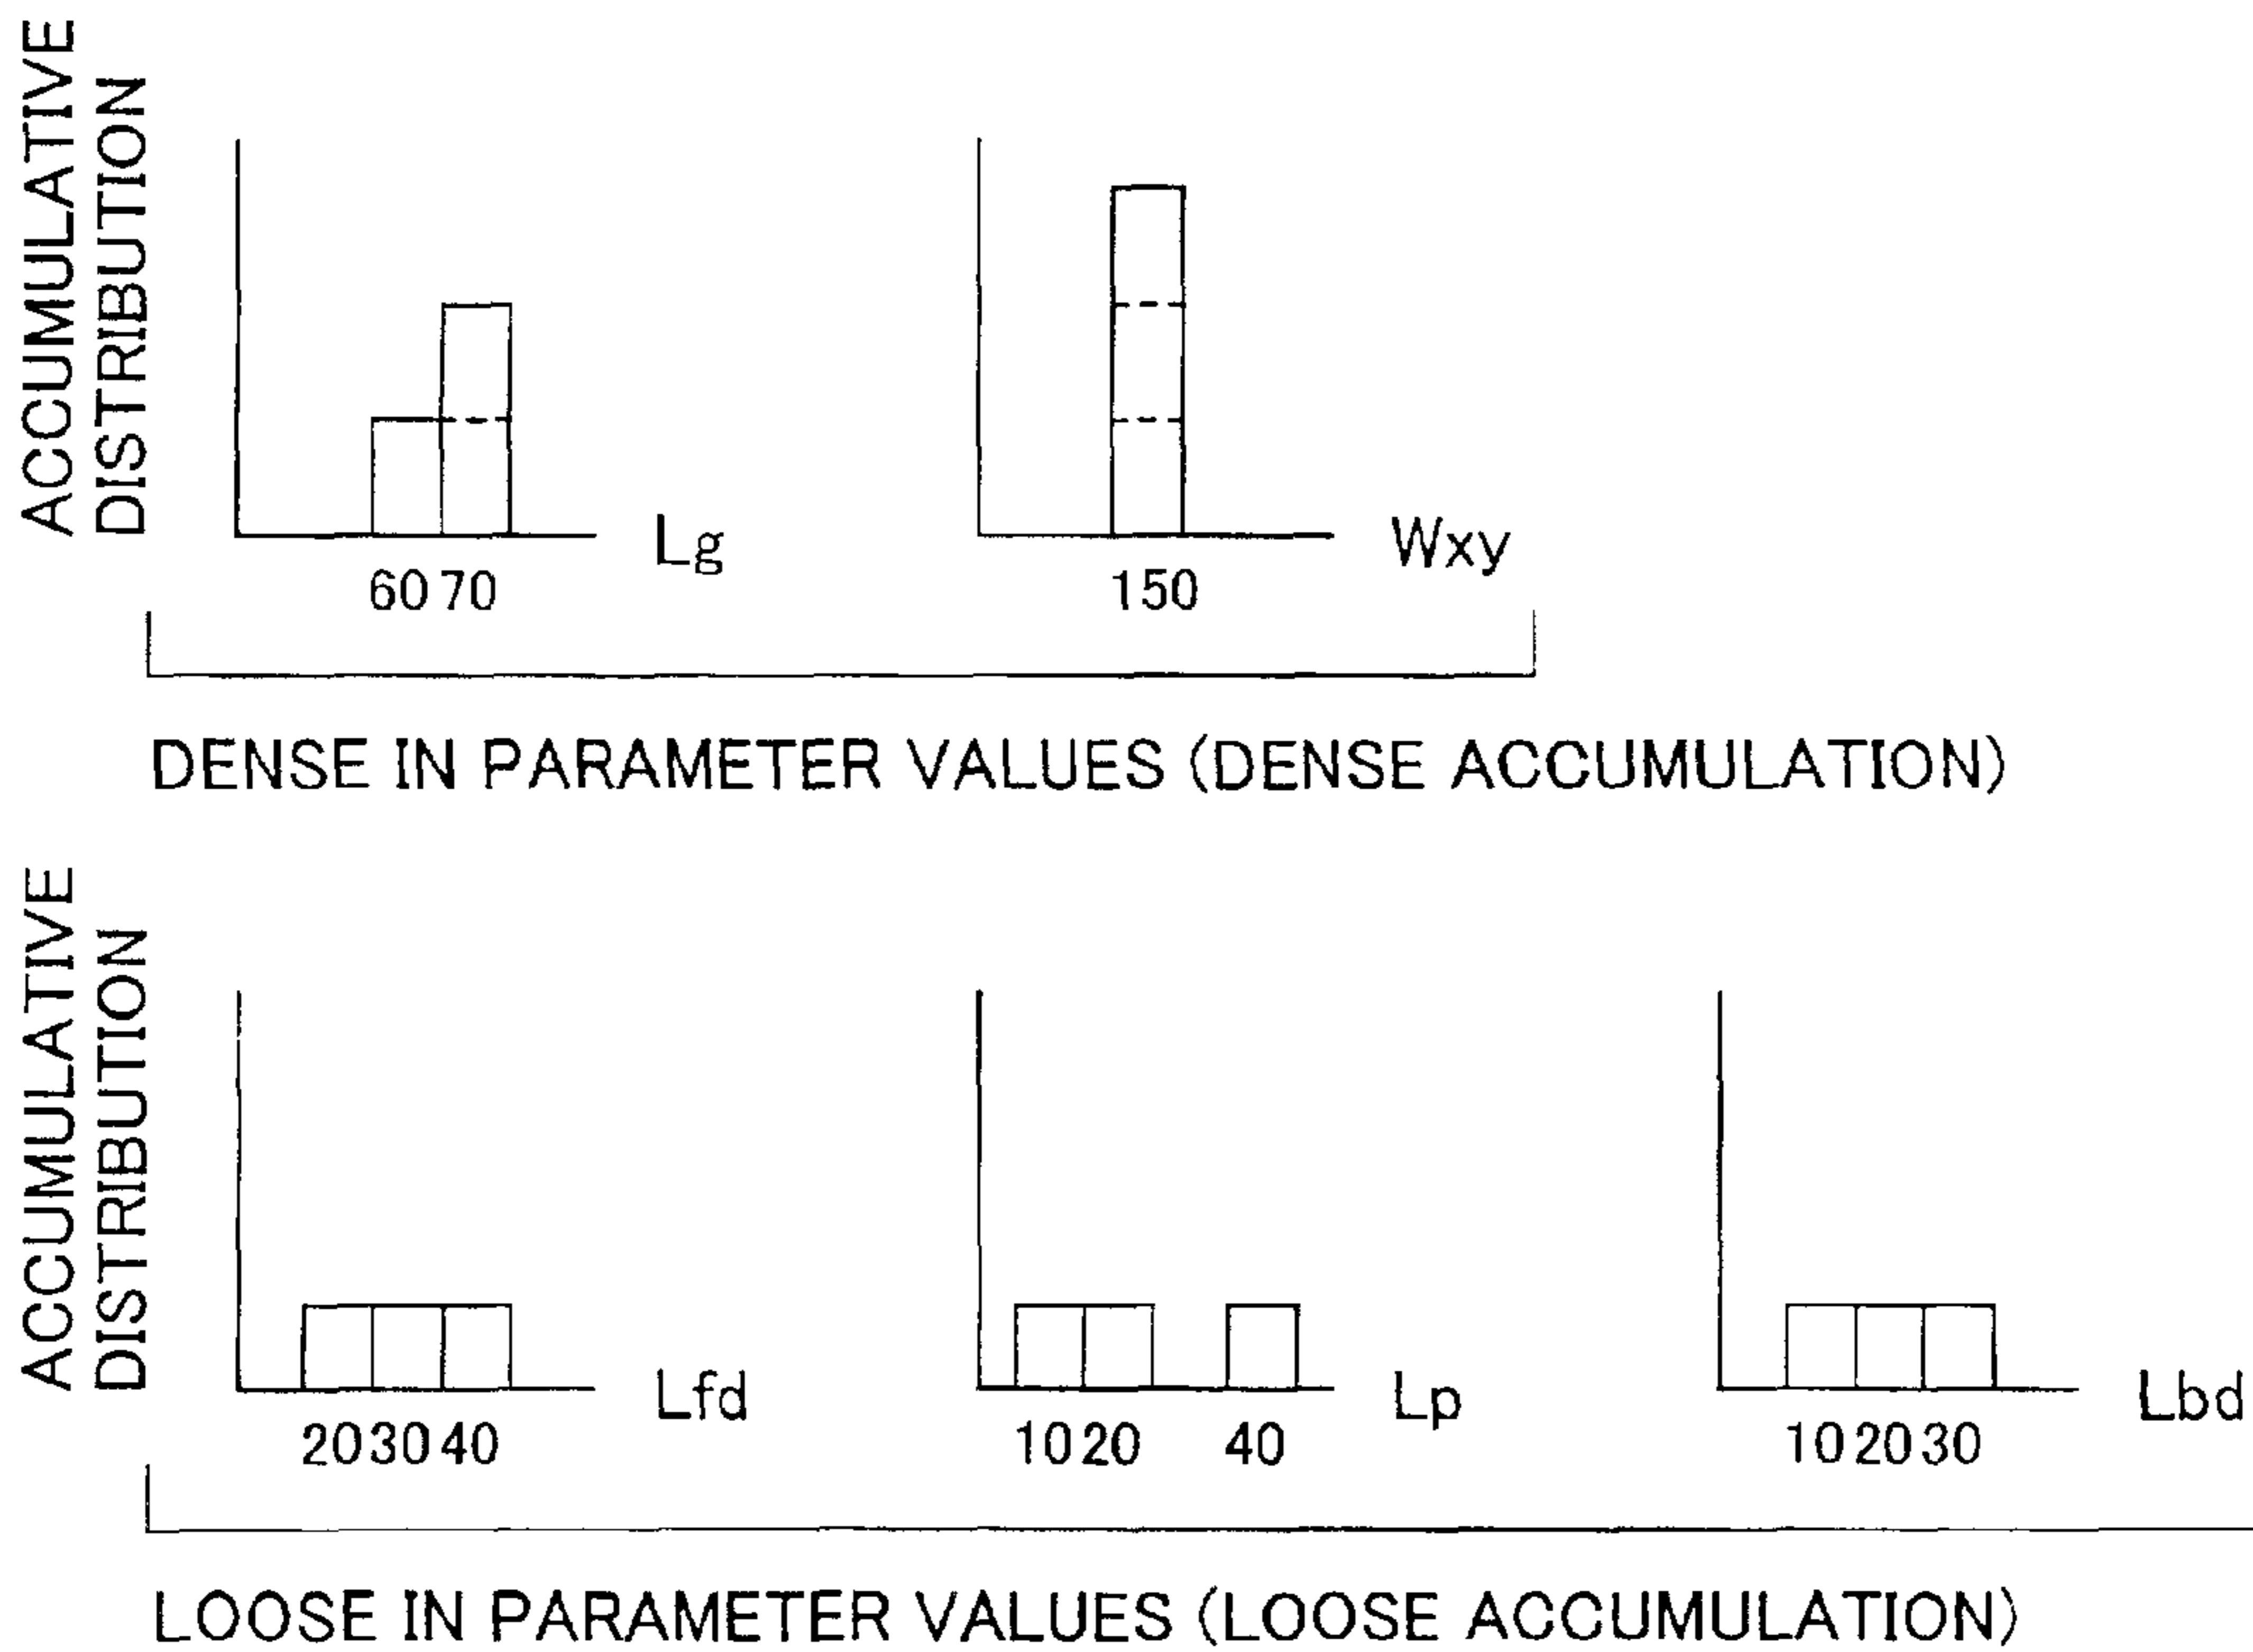 ACCUMULATIVE
DISTRIBUTION
Lg
Wxy
60 70
150
DENSE IN PARAMETER VALUES (DENSE ACCUMULATION)
ACCUMULATIVE
DISTRIBUTION
Lfd
Lp
Lbd
20 30 40
10 20 40
10 20 30
LOOSE IN PARAMETER VALUES (LOOSE ACCUMULATION)